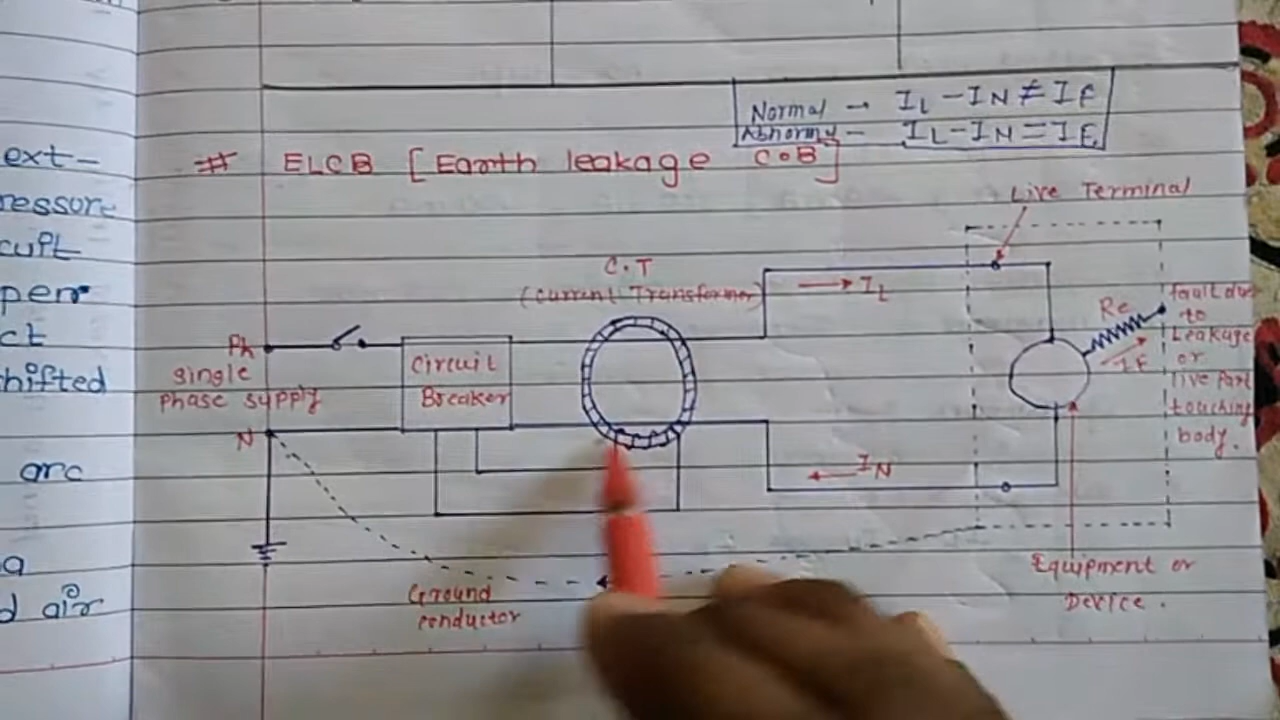 Normal → IL - IN ≠ IF
Abnormy - IL - IN = IF
# ELCB [Earth leakage C.B]
Live Terminal
C.T
(Current Transformer)
IL
Ph
single
phase supply
N
Circuit
Breaker
Re
IF
fault due
to
Leakage
or
live part
touching
body.
IN
Ground
conductor
Equipment or
Device.
ext-
ressure
cuit
per
ct
hifted
arc
a
d air